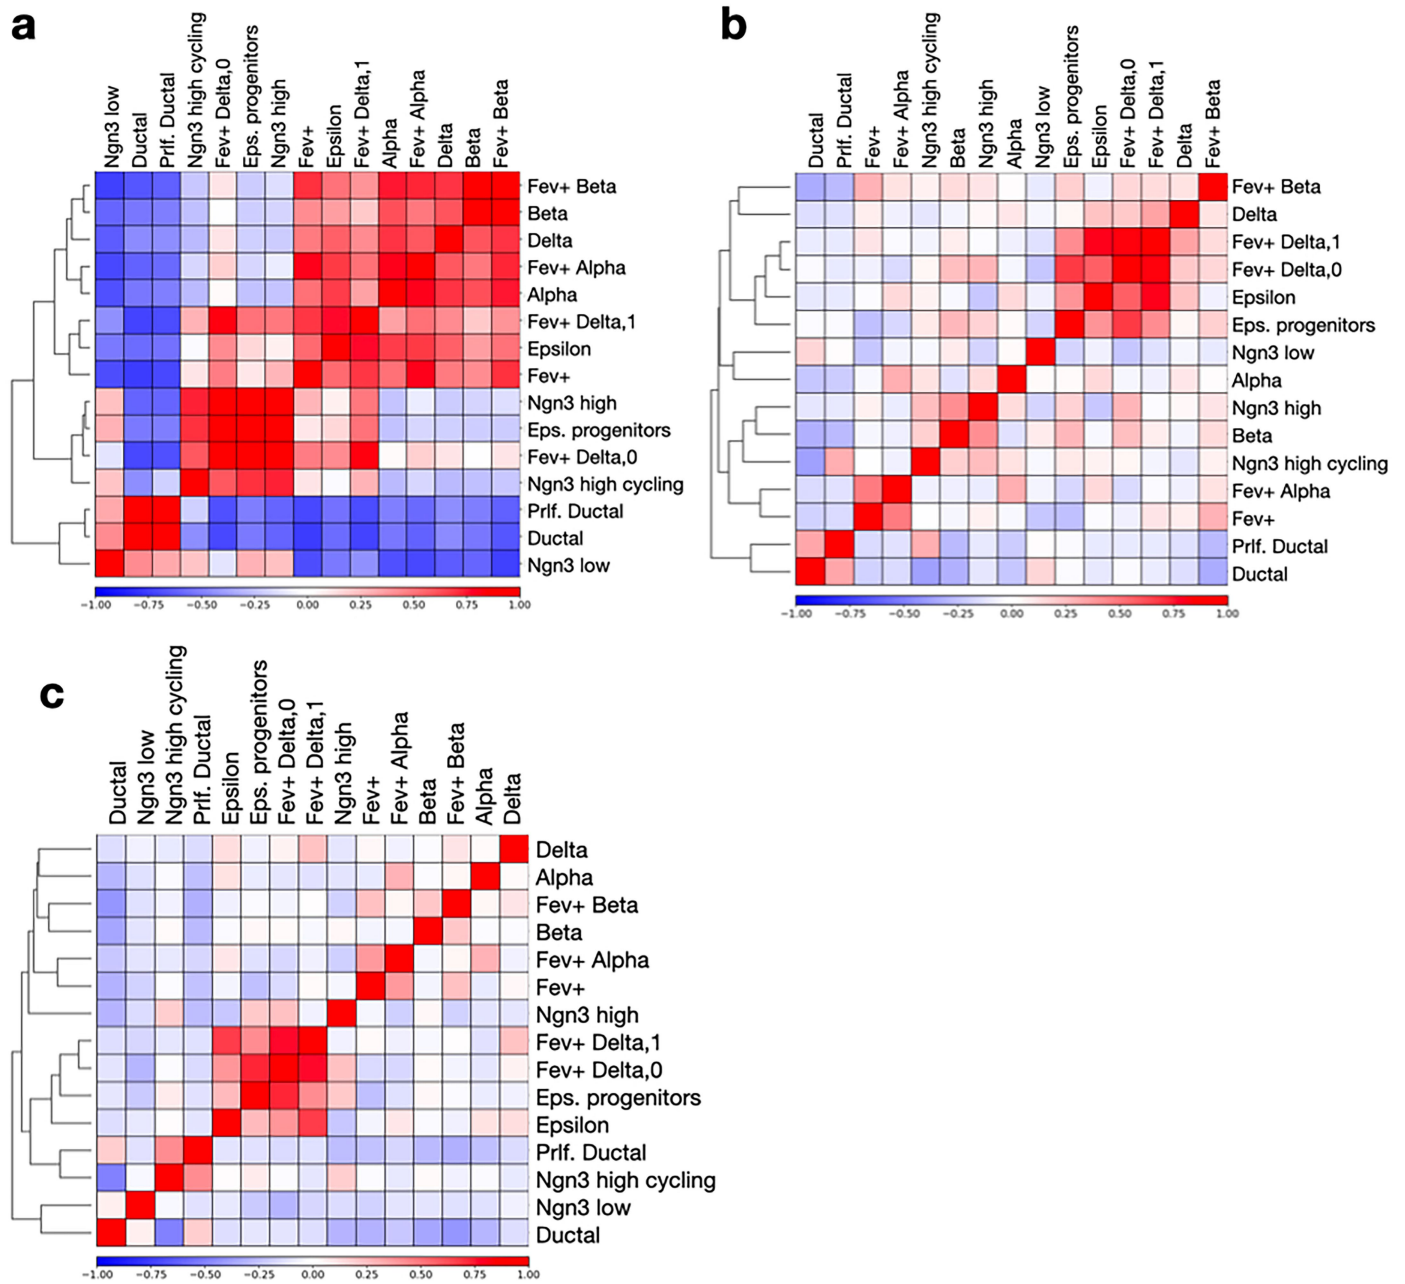 a
Ngn3 low
Ductal
Prlf. Ductal
Ngn3 high cycling
Fev+ Delta,0
Eps. progenitors
Ngn3 high
Fev+
Epsilon
Fev+ Delta,1
Alpha
Fev+ Alpha
Delta
Beta
Fev+ Beta
Fev+ Beta
Beta
Delta
Fev+ Alpha
Alpha
Fev+ Delta,1
Epsilon
Fev+
Ngn3 high
Eps. progenitors
Fev+ Delta,0
Ngn3 high cycling
Prlf. Ductal
Ductal
Ngn3 low
−1.00 −0.75 −0.50 −0.25 0.00 0.25 0.50 0.75 1.00
b
Ductal
Prlf. Ductal
Fev+
Fev+ Alpha
Ngn3 high cycling
Beta
Ngn3 high
Alpha
Ngn3 low
Eps. progenitors
Epsilon
Fev+ Delta,0
Fev+ Delta,1
Delta
Fev+ Beta
Fev+ Beta
Delta
Fev+ Delta,1
Fev+ Delta,0
Epsilon
Eps. progenitors
Ngn3 low
Alpha
Ngn3 high
Beta
Ngn3 high cycling
Fev+ Alpha
Fev+
Prlf. Ductal
Ductal
−1.00 −0.75 −0.50 −0.25 0.00 0.25 0.50 0.75 1.00
c
Ductal
Ngn3 low
Ngn3 high cycling
Prlf. Ductal
Epsilon
Eps. progenitors
Fev+ Delta,0
Fev+ Delta,1
Ngn3 high
Fev+
Fev+ Alpha
Beta
Fev+ Beta
Alpha
Delta
Delta
Alpha
Fev+ Beta
Beta
Fev+ Alpha
Fev+
Ngn3 high
Fev+ Delta,1
Fev+ Delta,0
Eps. progenitors
Epsilon
Prlf. Ductal
Ngn3 high cycling
Ngn3 low
Ductal
−1.00 −0.75 −0.50 −0.25 0.00 0.25 0.50 0.75 1.00